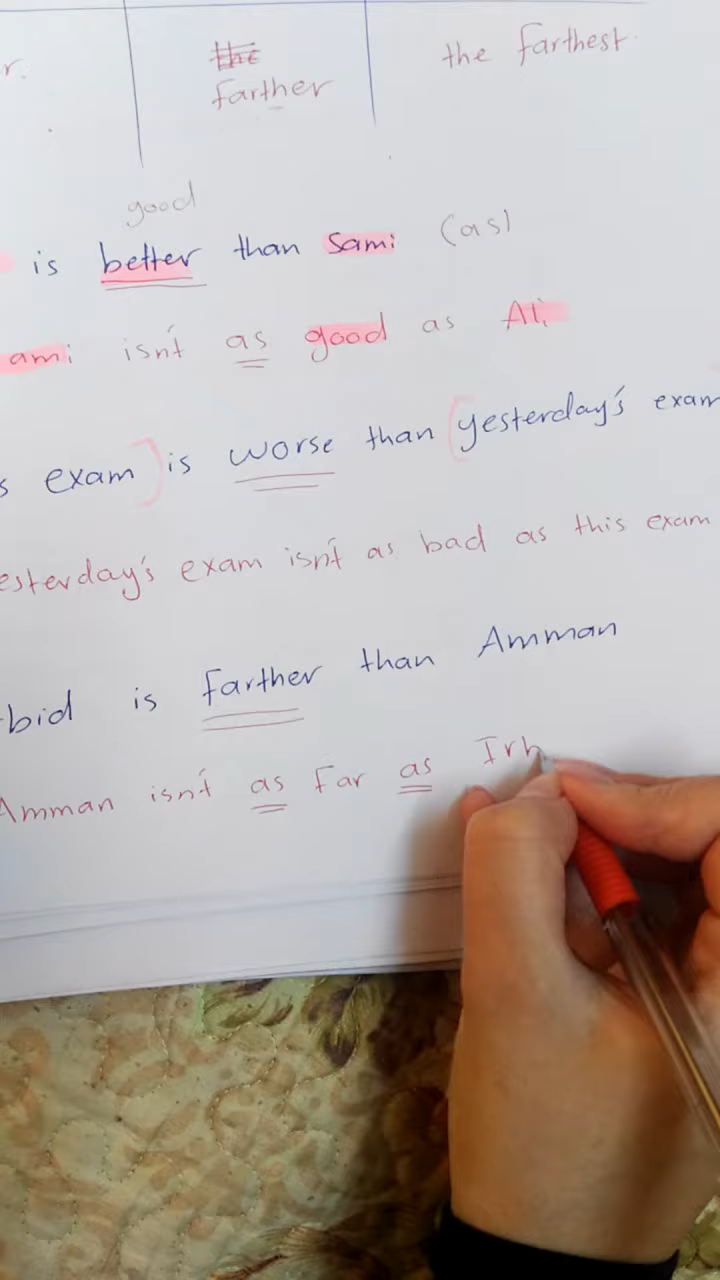 r. the farther the farthest.
good
is better than Sami (as)
ami isn't as good as Ali
s exam) is worse than (yesterday's exam
esterday's exam isn't as bad as this exam
bid is farther than Amman
Amman isn't as far as Irb